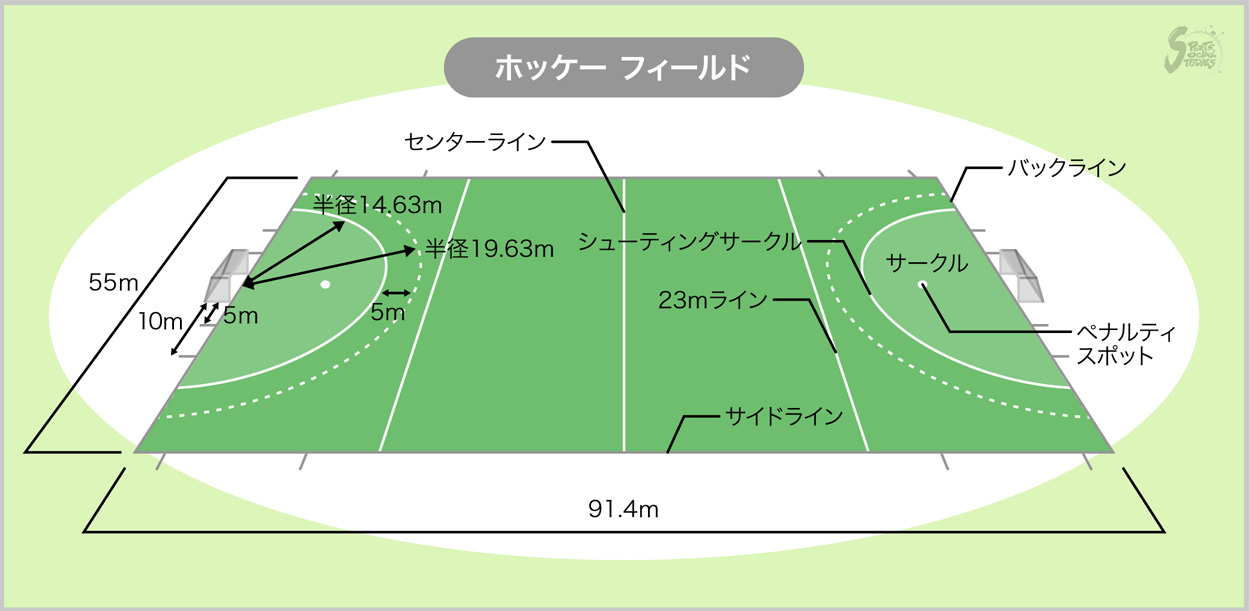 ホッケー フィールド
SPORTS
SOCIAL
STUDIES
センターライン
バックライン
半径14.63m
半径19.63m
シューティングサークル
サークル
55m
10m
5m
5m
23mライン
ペナルティ
スポット
サイドライン
91.4m